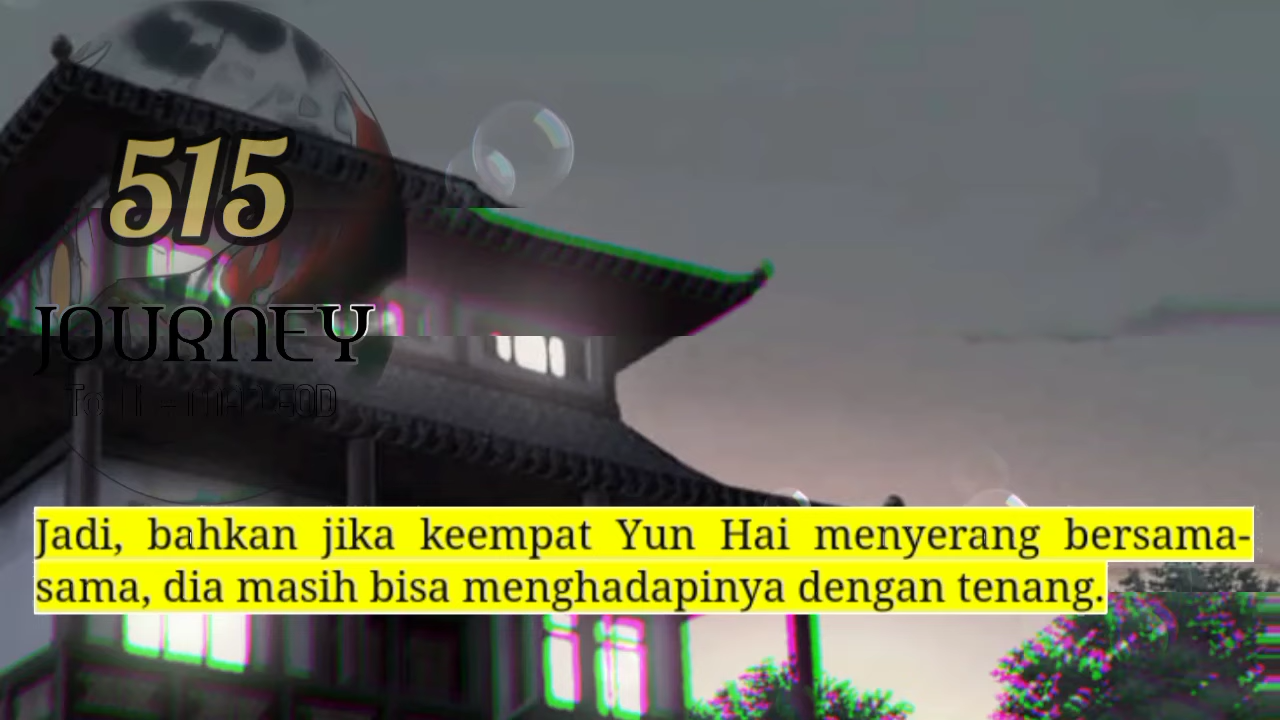 515
JOURNEY
Jadi, bahkan jika keempat Yun Hai menyerang bersama-
sama, dia masih bisa menghadapinya dengan tenang.